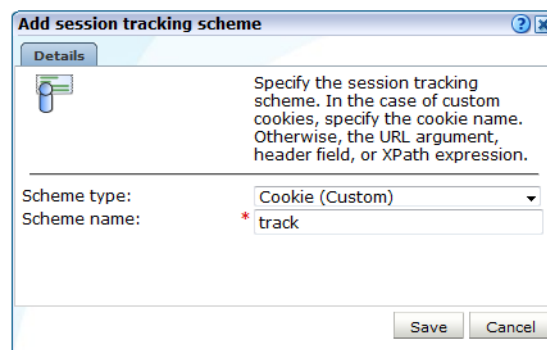 Add session tracking scheme
Details
Specify the session tracking
scheme. In the case of custom
cookies, specify the cookie name.
Otherwise, the URL argument,
header field, or XPath expression.
Scheme type: Cookie (Custom)
Scheme name: * track
Save Cancel